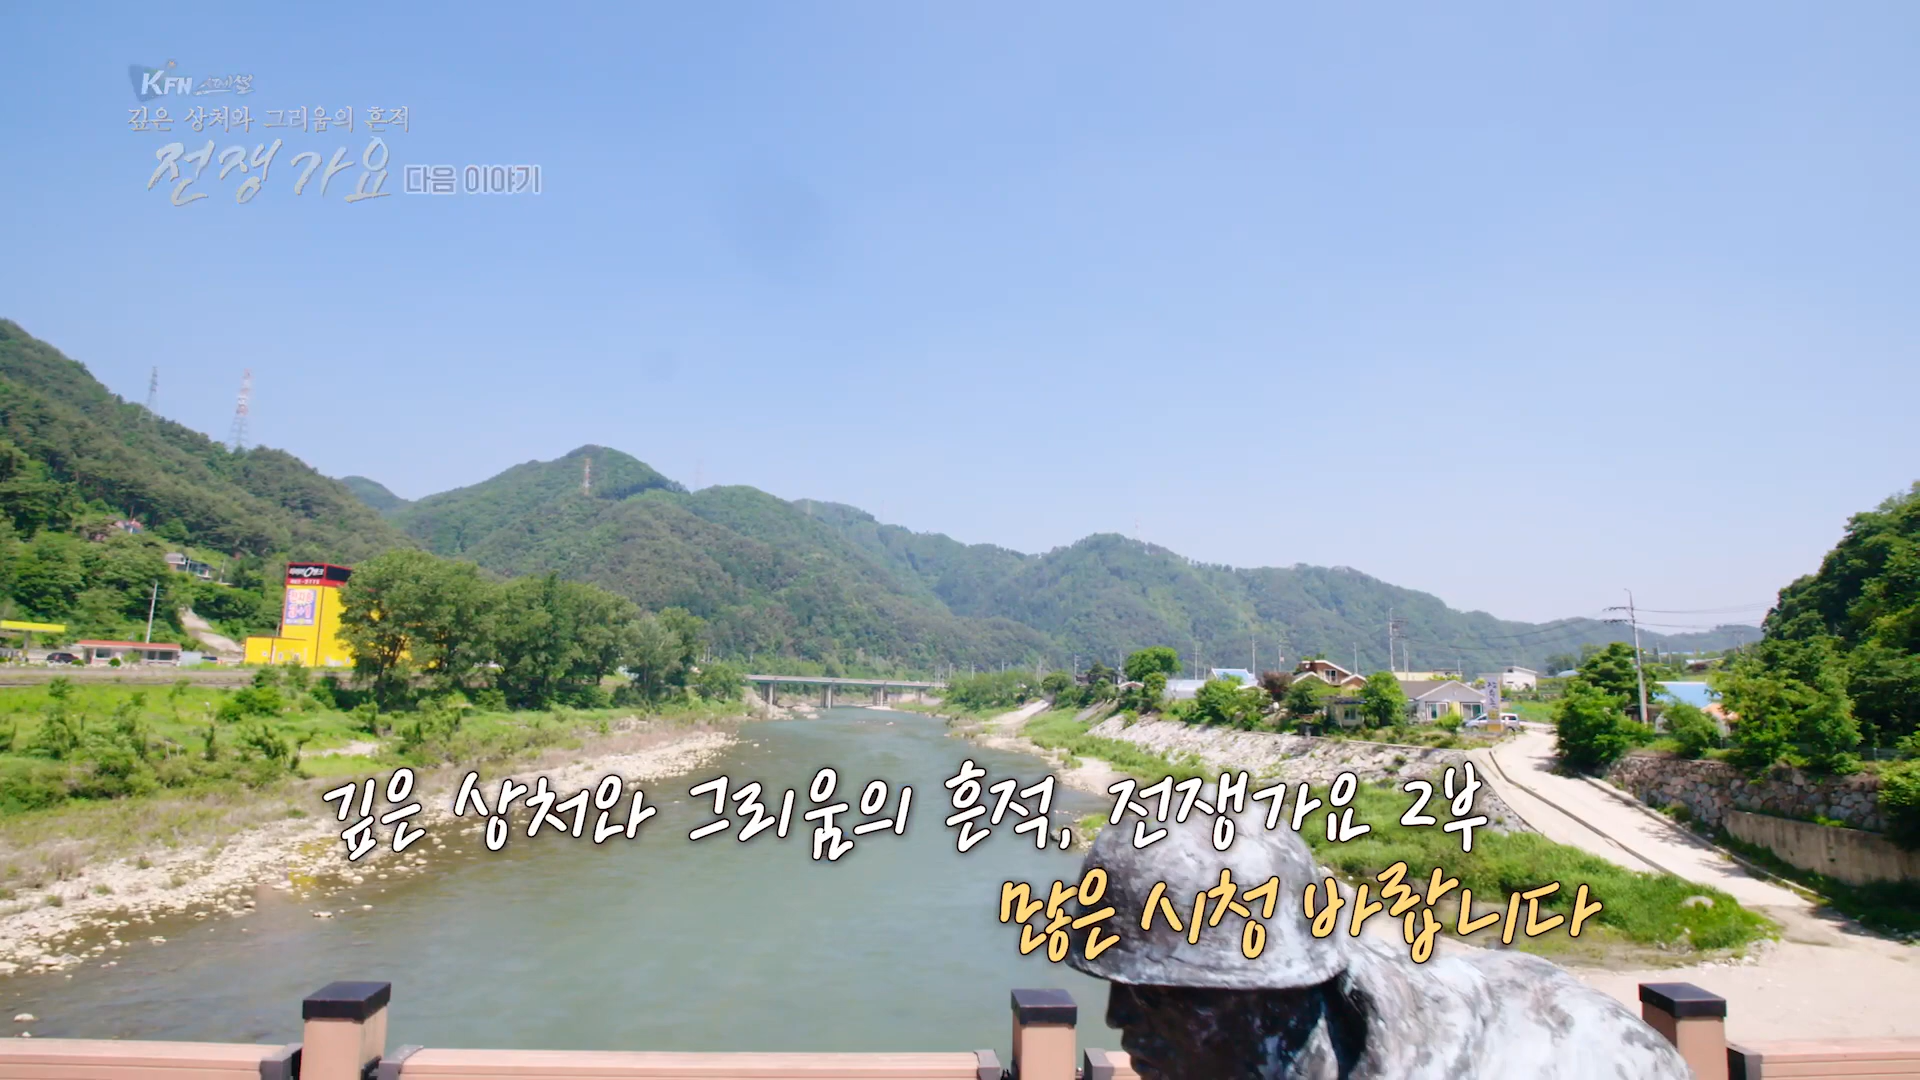 KFN 스페셜
깊은 상처와 그리움의 흔적
전쟁 가요 다음 이야기
깊은 상처와 그리움의 흔적, 전쟁가요 2부
많은 시청 바랍니다